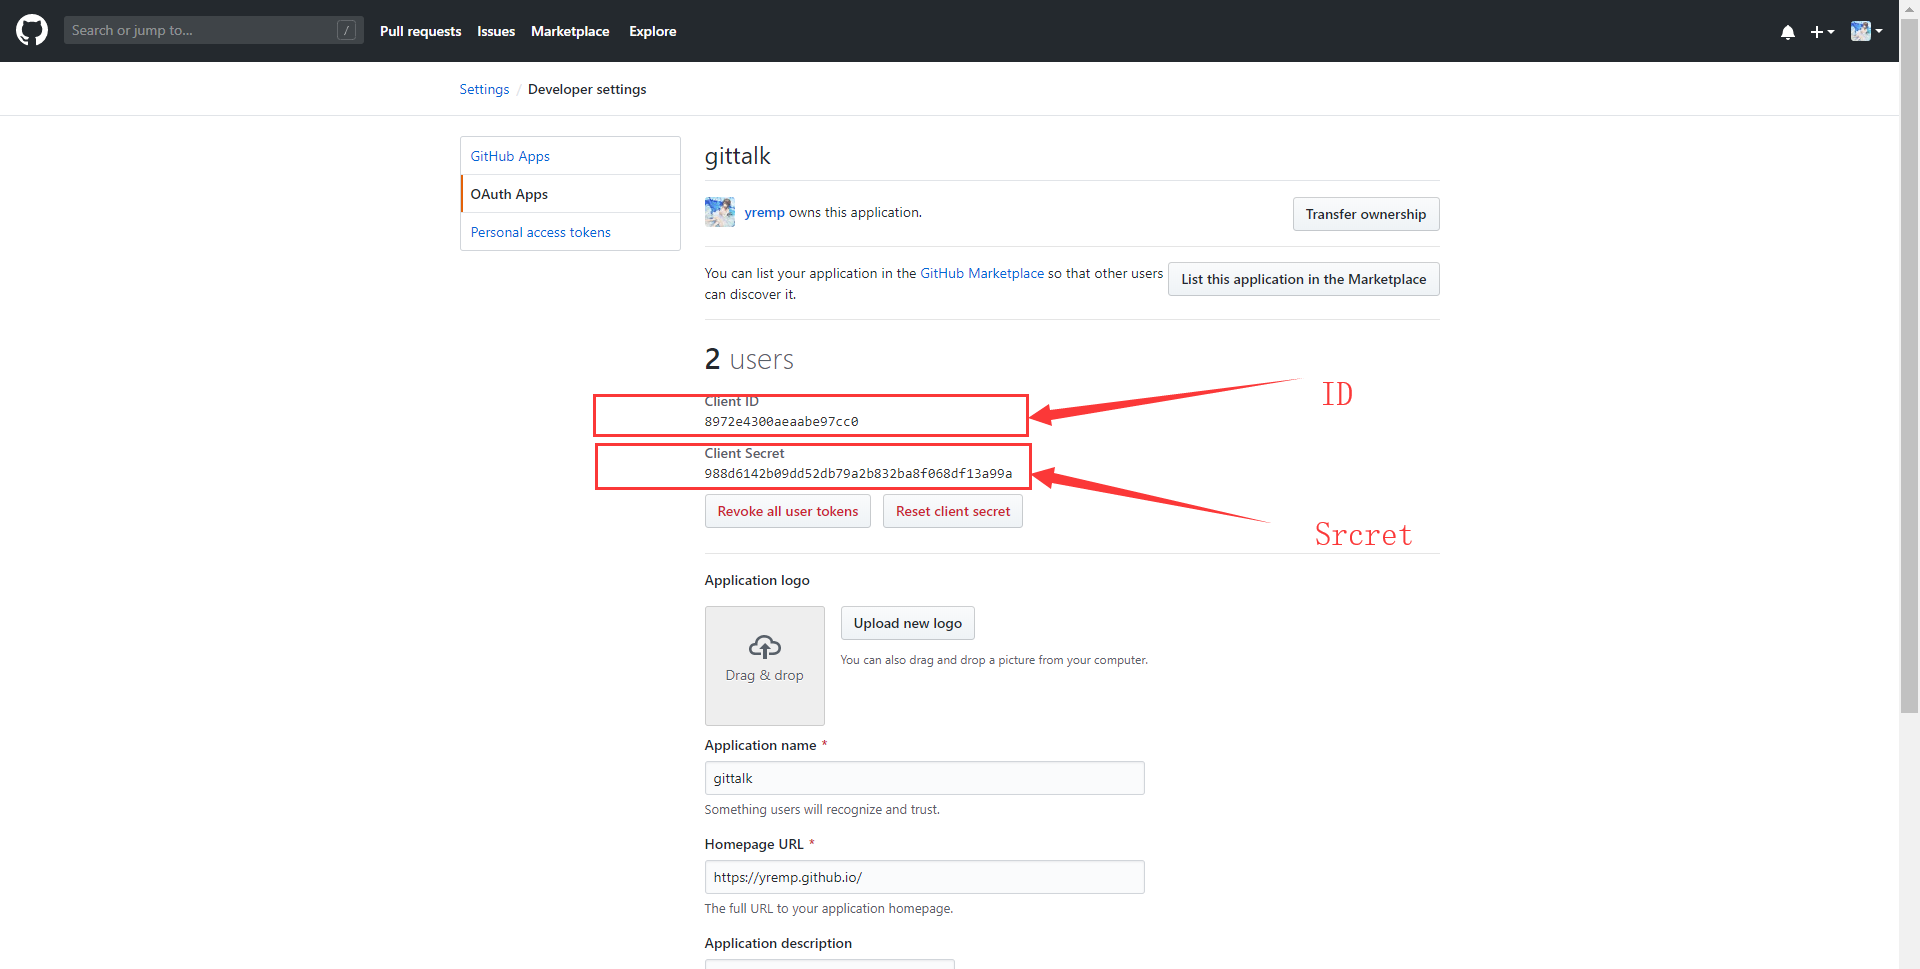 Search or jump to... /
Pull requests Issues Marketplace Explore
Settings / Developer settings
GitHub Apps
OAuth Apps
Personal access tokens
gittalk
yremp owns this application.
Transfer ownership
You can list your application in the GitHub Marketplace so that other users
can discover it.
List this application in the Marketplace
2 users
Client ID
8972e4300aeaabe97cc0
ID
Client Secret
988d6142b09dd52db79a2b832ba8f068df13a99a
Srcret
Revoke all user tokens
Reset client secret
Application logo
Drag & drop
Upload new logo
You can also drag and drop a picture from your computer.
Application name *
gittalk
Something users will recognize and trust.
Homepage URL *
https://yremp.github.io/
The full URL to your application homepage.
Application description